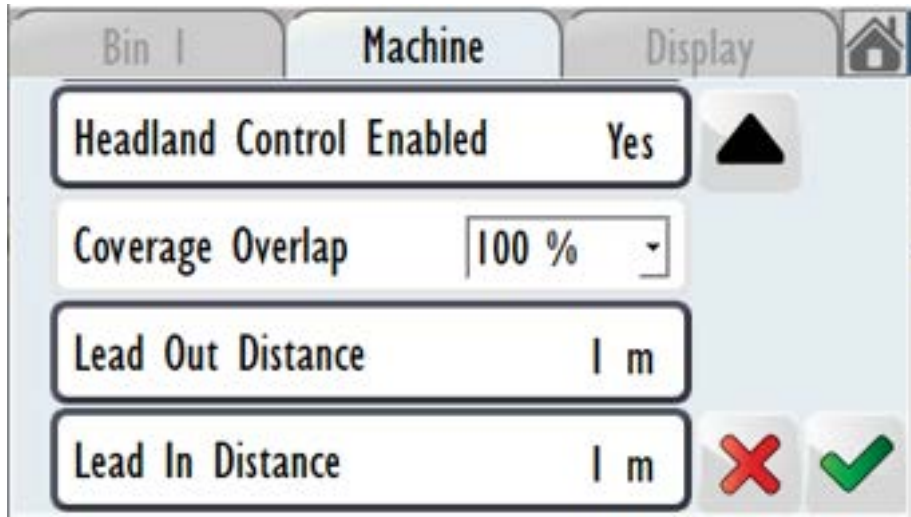 Bin 1 Machine Display
Headland Control Enabled Yes
Coverage Overlap 100 %
Lead Out Distance 1 m
Lead In Distance 1 m